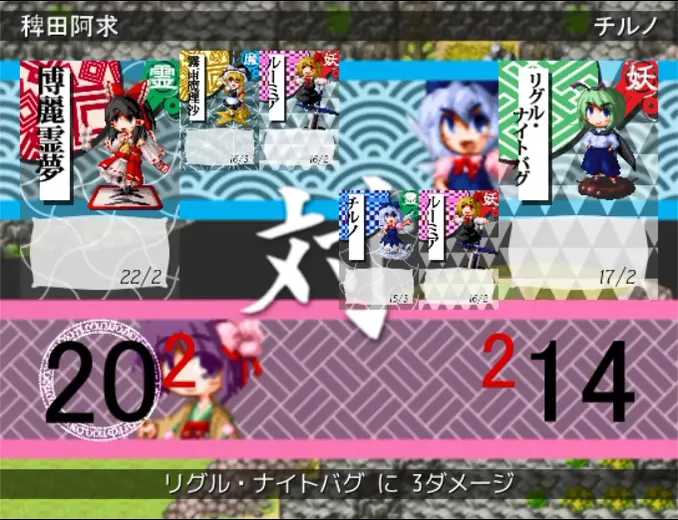 稗田阿求
チルノ
博麗霊夢
霊
22/2
霧雨魔理沙
魔
16/3
ルーミア
妖
16/2
対
チルノ
霊
15/3
ルーミア
妖
16/2
リグル・ナイトバグ
妖
17/2
20 2
2 14
リグル・ナイトバグ に 3ダメージ